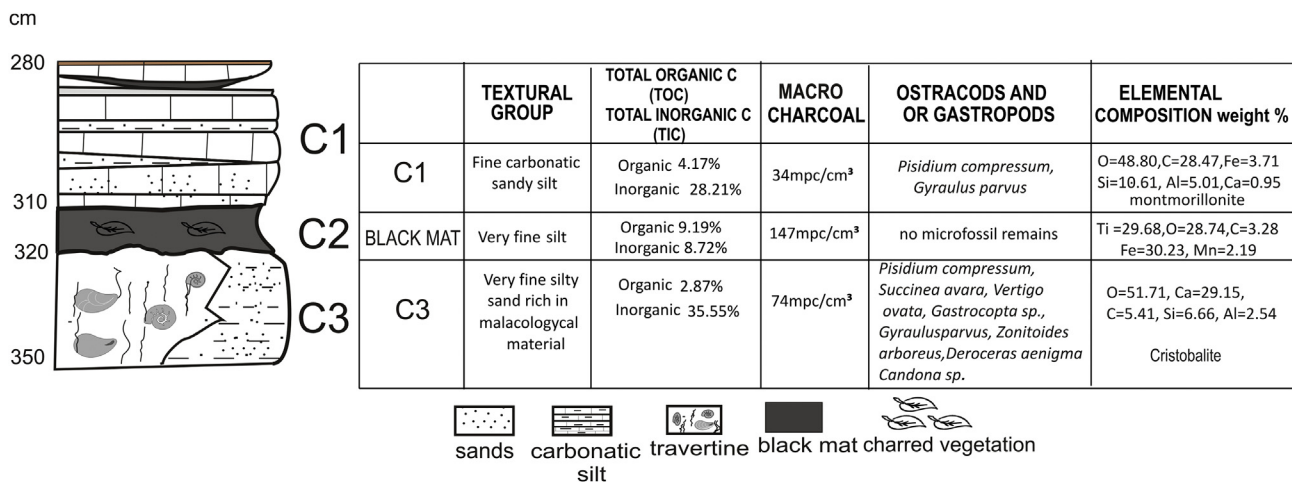 cm
280
310
320
350
C1
C2
C3
TEXTURAL
GROUP
TOTAL ORGANIC C
(TOC)
TOTAL INORGANIC C
(TIC)
MACRO
CHARCOAL
OSTRACODS AND
OR GASTROPODS
ELEMENTAL
COMPOSITION weight %
C1
Fine carbonatic
sandy silt
Organic 4.17%
Inorganic 28.21%
34mpc/cm³
Pisidium compressum,
Gyraulus parvus
O=48.80,C=28.47,Fe=3.71
Si=10.61, Al=5.01,Ca=0.95
montmorillonite
BLACK MAT
Very fine silt
Organic 9.19%
Inorganic 8.72%
147mpc/cm³
no microfossil remains
Ti =29.68,O=28.74,C=3.28
Fe=30.23, Mn=2.19
C3
Very fine silty
sand rich in
malacologycal
material
Organic 2.87%
Inorganic 35.55%
74mpc/cm³
Pisidium compressum,
Succinea avara, Vertigo
ovata, Gastrocopta sp.,
Gyraulusparvus, Zonitoides
arboreus,Deroceras aenigma
Candona sp.
O=51.71, Ca=29.15,
C=5.41, Si=6.66, Al=2.54
Cristobalite
sands
carbonatic
silt
travertine
black mat
charred vegetation